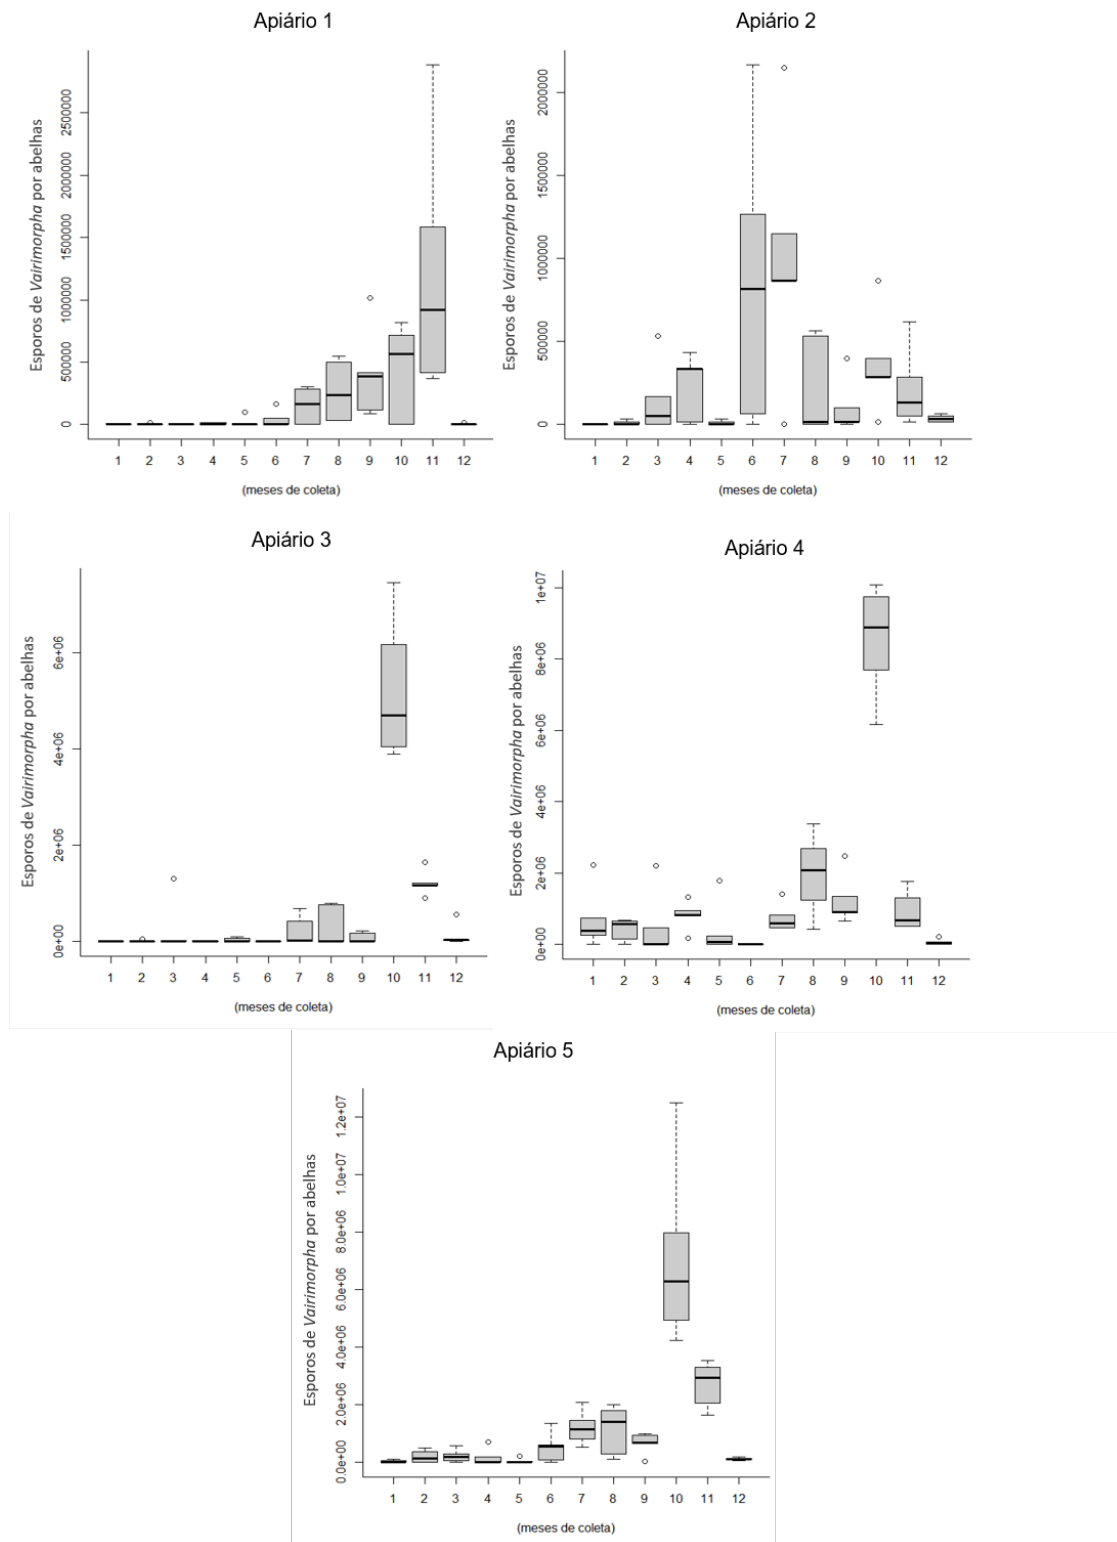 Apiário 1
Esporos de Vairimorpha por abelhas
2500000
2000000
1500000
1000000
500000
0
1 2 3 4 5 6 7 8 9 10 11 12
(meses de coleta)
Apiário 2
Esporos de Vairimorpha por abelhas
2000000
1500000
1000000
500000
0
1 2 3 4 5 6 7 8 9 10 11 12
(meses de coleta)
Apiário 3
Esporos de Vairimorpha por abelhas
6e+06
4e+06
2e+06
0e+00
1 2 3 4 5 6 7 8 9 10 11 12
(meses de coleta)
Apiário 4
Esporos de Vairimorpha por abelhas
1e+07
8e+06
6e+06
4e+06
2e+06
0e+00
1 2 3 4 5 6 7 8 9 10 11 12
(meses de coleta)
Apiário 5
Esporos de Vairimorpha por abelhas
1.2e+07
1.0e+07
8.0e+06
6.0e+06
4.0e+06
2.0e+06
0.0e+00
1 2 3 4 5 6 7 8 9 10 11 12
(meses de coleta)